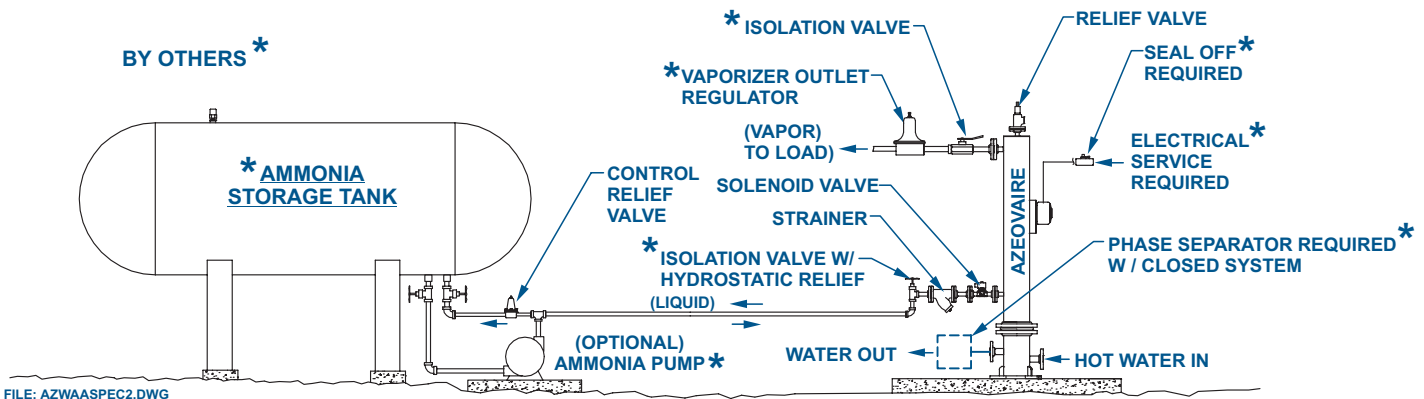 BY OTHERS *
* ISOLATION VALVE
RELIEF VALVE
SEAL OFF *
REQUIRED
* VAPORIZER OUTLET
REGULATOR
(VAPOR)
TO LOAD)
ELECTRICAL *
SERVICE
REQUIRED
* AMMONIA
STORAGE TANK
CONTROL
RELIEF
VALVE
SOLENOID VALVE
STRAINER
AZEOVAIRE
* ISOLATION VALVE W/
HYDROSTATIC RELIEF
(LIQUID)
PHASE SEPARATOR REQUIRED *
W / CLOSED SYSTEM
(OPTIONAL)
AMMONIA PUMP *
WATER OUT
HOT WATER IN
FILE: AZWAASPEC2.DWG